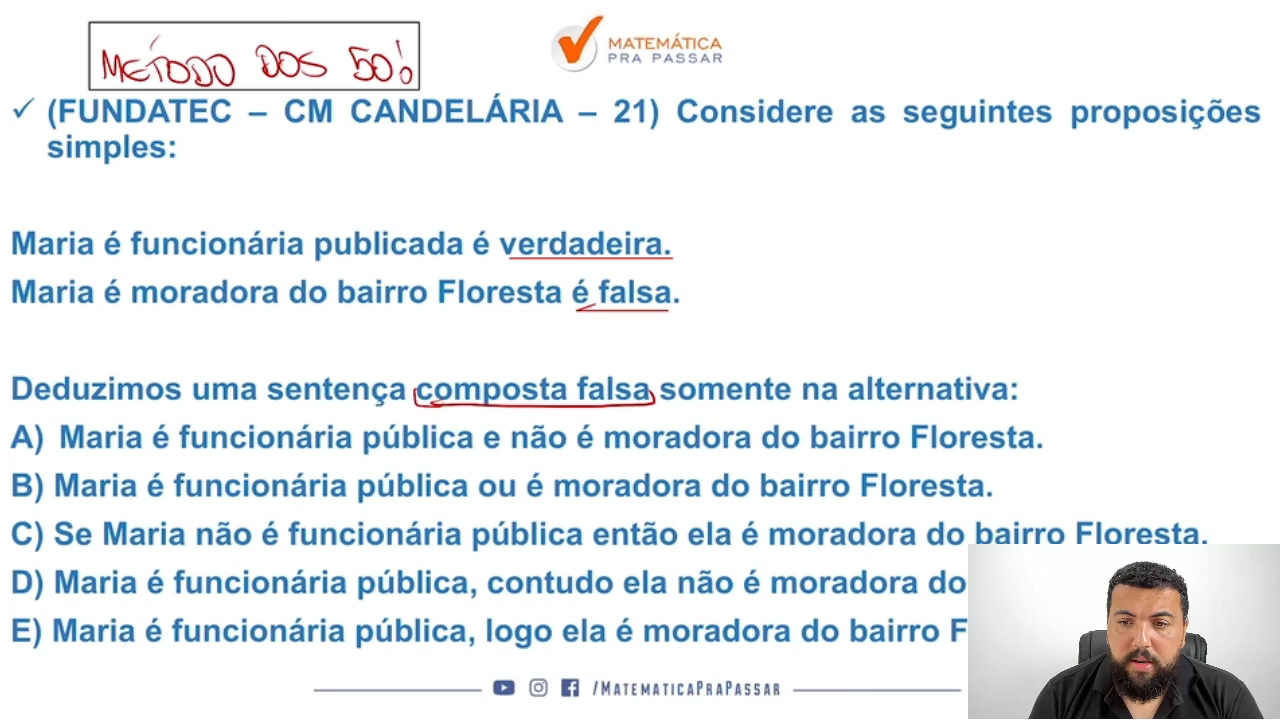 MÉTODO DOS 50!
MATEMÁTICA
PRA PASSAR
✓ (FUNDATEC – CM CANDELÁRIA – 21) Considere as seguintes proposições
simples:
Maria é funcionária publicada é verdadeira.
Maria é moradora do bairro Floresta é falsa.
Deduzimos uma sentença composta falsa somente na alternativa:
A) Maria é funcionária pública e não é moradora do bairro Floresta.
B) Maria é funcionária pública ou é moradora do bairro Floresta.
C) Se Maria não é funcionária pública então ela é moradora do bairro Floresta.
D) Maria é funcionária pública, contudo ela não é moradora do
E) Maria é funcionária pública, logo ela é moradora do bairro F
/MATEMATICAPRAPASSAR